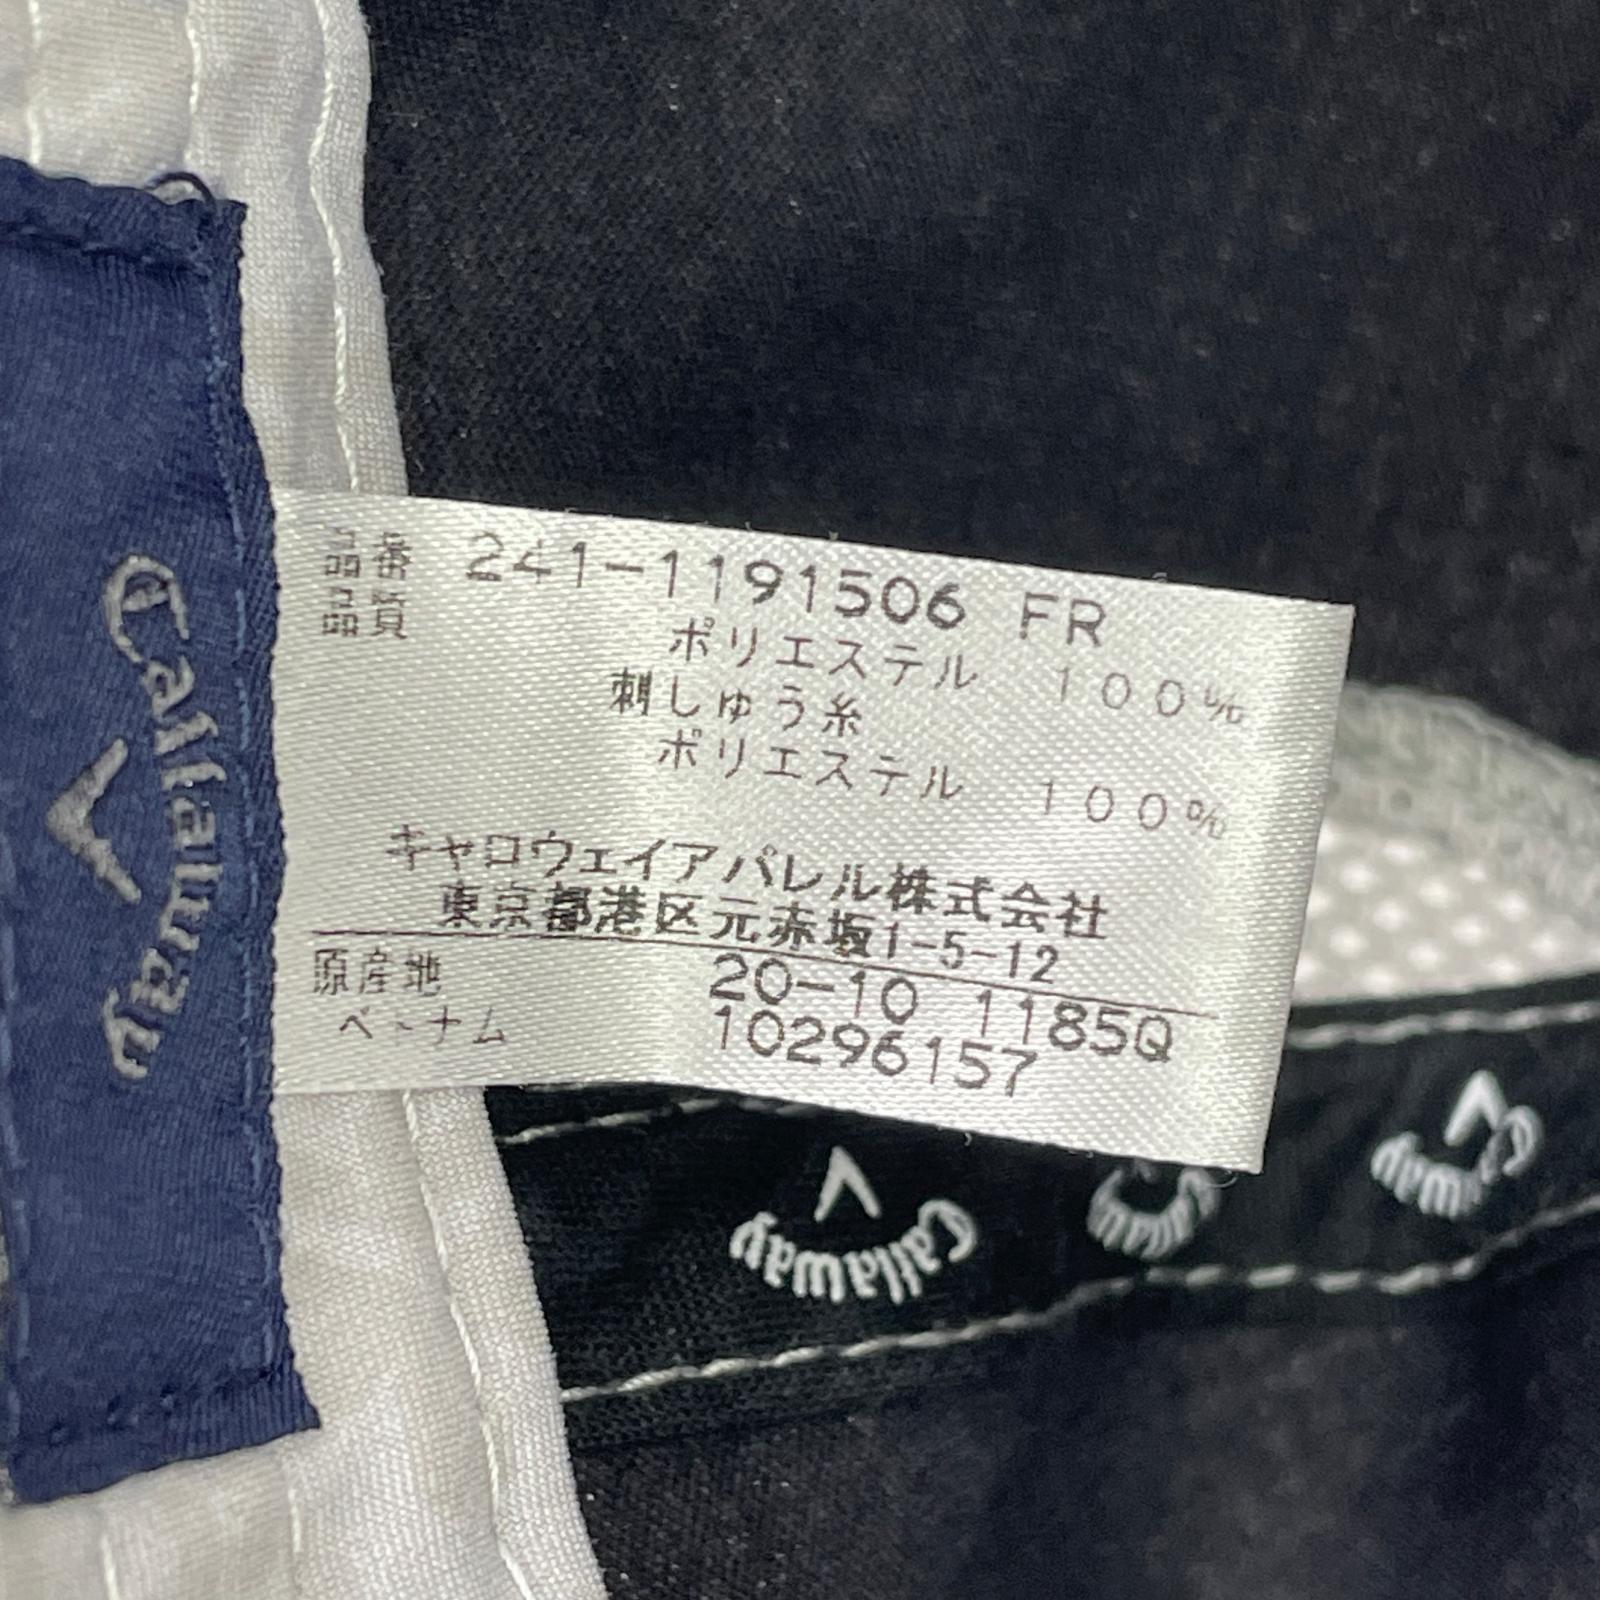 Callaway
品番 241-1191506 FR
品質 ポリエステル 100%
刺しゅう糸
ポリエステル 100%
キャロウェイアパレル株式会社
東京都港区元赤坂1-5-12
原産地 20-10 1185Q
ベトナム 10296157
Callaway
Callaway
Callaway